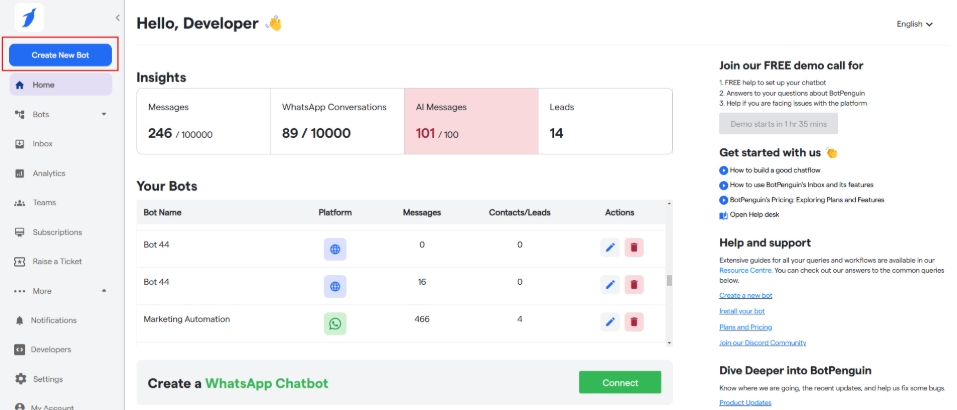 Create New Bot
Home
Bots
Inbox
Analytics
Teams
Subscriptions
Raise a Ticket
More
Notifications
Developers
Settings
My Account
Hello, Developer 👋
English
Insights
Messages
246 / 100000
WhatsApp Conversations
89 / 10000
AI Messages
101 / 100
Leads
14
Your Bots
Bot Name Platform Messages Contacts/Leads Actions
Bot 44 0 0
Bot 44 16 0
Marketing Automation 466 4
Create a WhatsApp Chatbot
Connect
Join our FREE demo call for
1. FREE help to set up your chatbot
2. Answers to your questions about BotPenguin
3. Help if you are facing issues with the platform
Demo starts in 1 hr 35 mins
Get started with us 👏
How to build a good chatflow
How to use BotPenguin's Inbox and its features
BotPenguin's Pricing: Exploring Plans and Features
Open Help desk
Help and support
Extensive guides for all your queries and workflows are available in our
Resource Centre. You can check out our answers to the common queries
below.
Create a new bot
Install your bot
Plans and Pricing
Join our Discord Community
Dive Deeper into BotPenguin
Know where we are going, the recent updates, and help us fix some bugs.
Product Updates